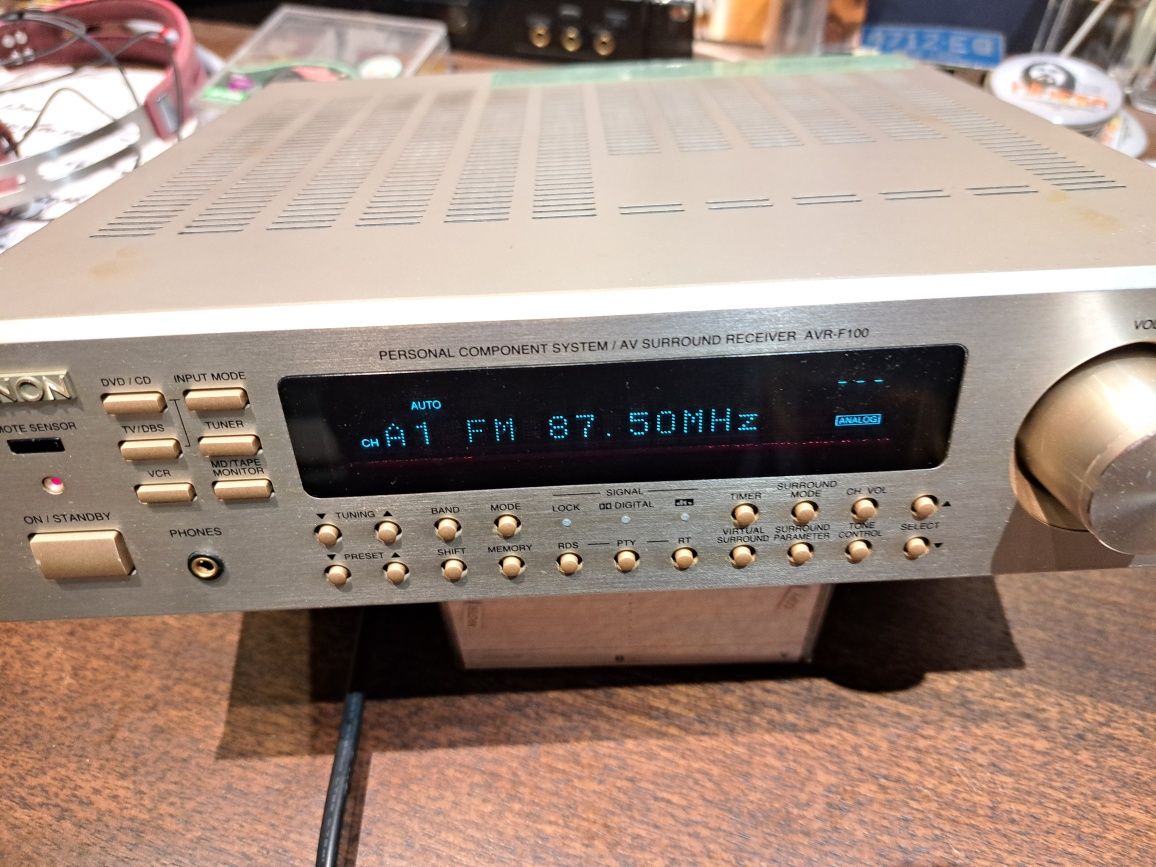 PERSONAL COMPONENT SYSTEM / AV SURROUND RECEIVER AVR-F100
NON
DVD / CD
INPUT MODE
MOTE SENSOR
TV/DBS
TUNER
VCR
MD/TAPE
MONITOR
ON / STANDBY
PHONES
AUTO
CH A1 FM 87.50MHz
---
ANALOG
VOL
▼ TUNING ▲
BAND
MODE
SIGNAL
LOCK
DIGITAL
dts
TIMER
SURROUND
MODE
CH. VOL
▲
▼ PRESET ▲
SHIFT
MEMORY
RDS
PTY
RT
VIRTUAL
SURROUND
SURROUND
PARAMETER
TONE
CONTROL
SELECT
▼